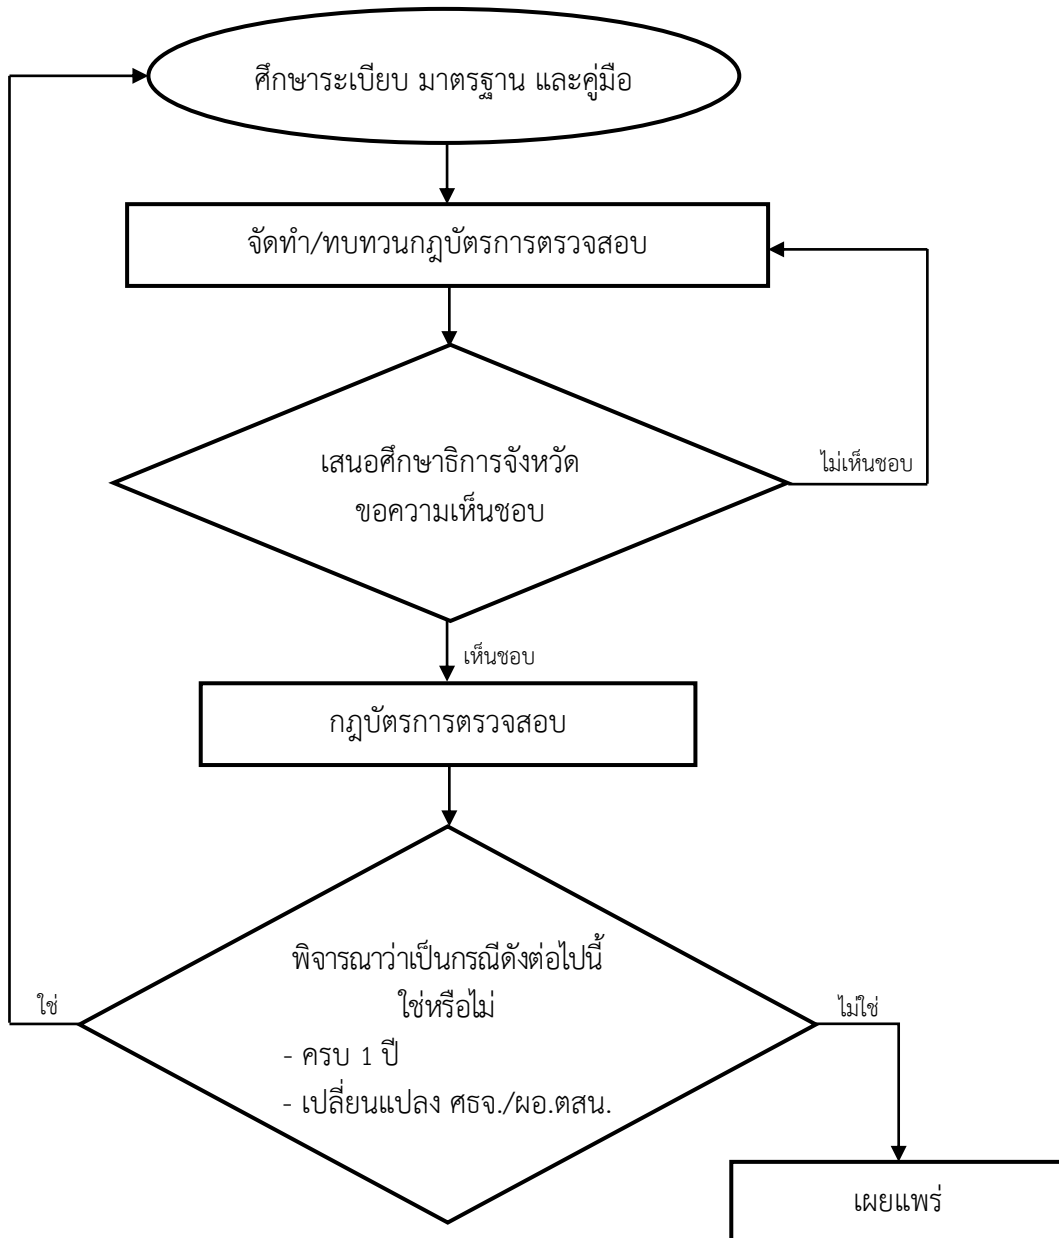 ศึกษาระเบียบ มาตรฐาน และคู่มือ
จัดทำ/ทบทวนกฎบัตรการตรวจสอบ
เสนอศึกษาธิการจังหวัด
ขอความเห็นชอบ
ไม่เห็นชอบ
เห็นชอบ
กฎบัตรการตรวจสอบ
พิจารณาว่าเป็นกรณีดังต่อไปนี้
ใช่หรือไม่
- ครบ 1 ปี
- เปลี่ยนแปลง ศธจ./ผอ.ตสน.
ใช่
ไม่ใช่
เผยแพร่